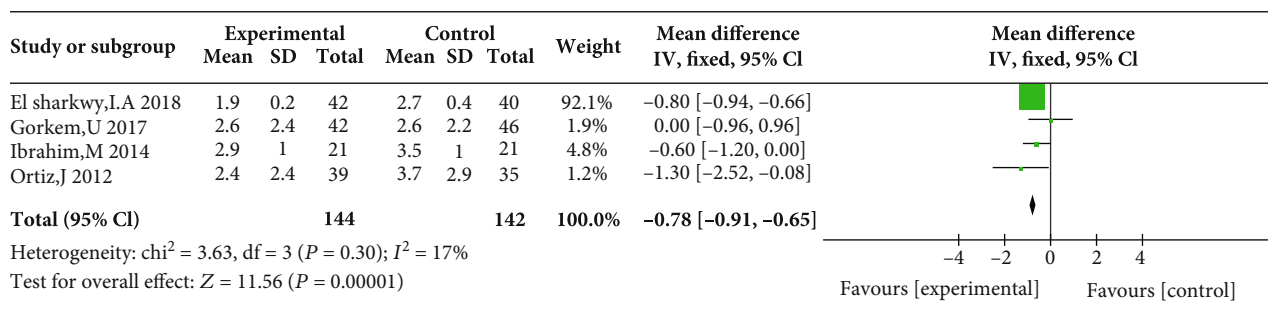 Study or subgroup Experimental Control Weight Mean difference Mean difference
Mean SD Total Mean SD Total IV, fixed, 95% Cl IV, fixed, 95% Cl
El sharkwy,I.A 2018 1.9 0.2 42 2.7 0.4 40 92.1% −0.80 [−0.94, −0.66]
Gorkem,U 2017 2.6 2.4 42 2.6 2.2 46 1.9% 0.00 [−0.96, 0.96]
Ibrahim,M 2014 2.9 1 21 3.5 1 21 4.8% −0.60 [−1.20, 0.00]
Ortiz,J 2012 2.4 2.4 39 3.7 2.9 35 1.2% −1.30 [−2.52, −0.08]
Total (95% Cl) 144 142 100.0% −0.78 [−0.91, −0.65]
Heterogeneity: chi² = 3.63, df = 3 (P = 0.30); I² = 17%
Test for overall effect: Z = 11.56 (P = 0.00001)
−4 −2 0 2 4
Favours [experimental] Favours [control]